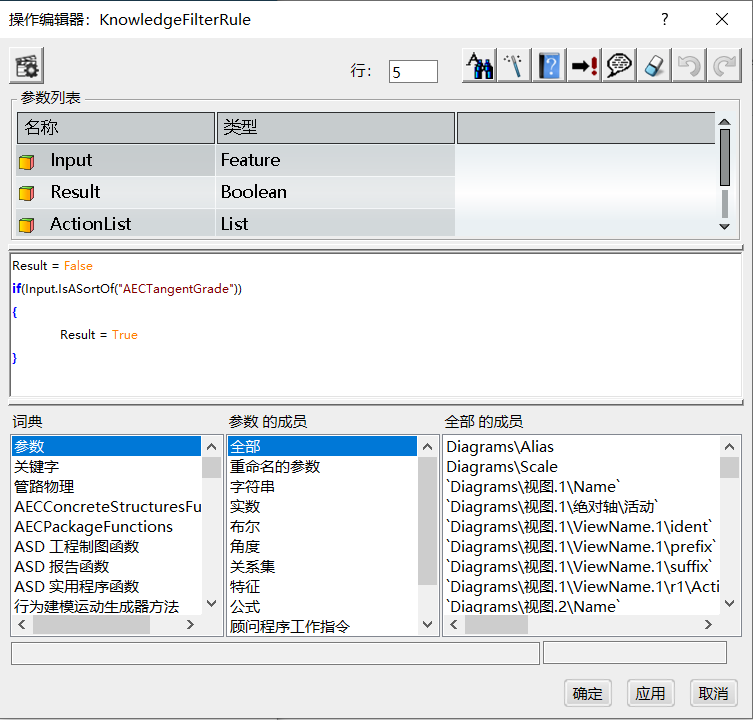 操作编辑器：KnowledgeFilterRule
行： 5
参数列表
名称 类型
Input Feature
Result Boolean
ActionList List
Result = False
if(Input.IsASortOf("AECTangentGrade"))
{
Result = True
}
词典 参数 的成员 全部 的成员
参数 全部 Diagrams\Alias
关键字 重命名的参数 Diagrams\Scale
管路物理 字符串 `Diagrams\视图.1\Name`
AECConcreteStructuresFu 实数 `Diagrams\视图.1\绝对轴\活动`
AECPackageFunctions 布尔 `Diagrams\视图.1\ViewName.1\ident`
ASD 工程制图函数 角度 `Diagrams\视图.1\ViewName.1\prefix`
ASD 报告函数 关系集 `Diagrams\视图.1\ViewName.1\suffix`
ASD 实用程序函数 特征 `Diagrams\视图.1\ViewName.1\r1\Acti
行为建模运动生成器方法 公式 `Diagrams\视图.2\Name`
顾问程序工作指令
确定 应用 取消